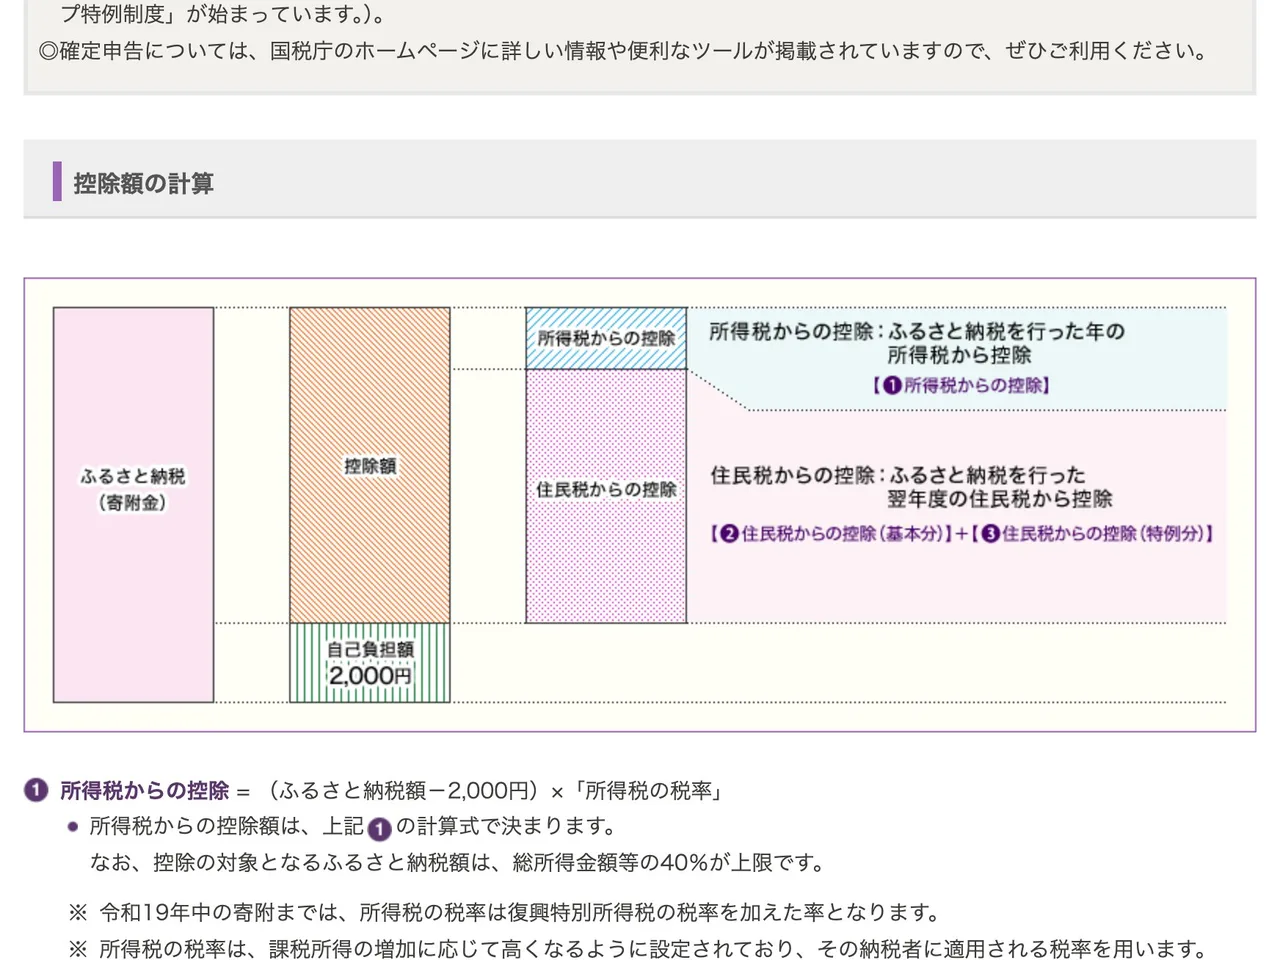 プ特例制度」が始まっています。)。
◎確定申告については、国税庁のホームページに詳しい情報や便利なツールが掲載されていますので、ぜひご利用ください。
控除額の計算
ふるさと納税
（寄附金）
控除額
自己負担額
2,000円
所得税からの控除
住民税からの控除
所得税からの控除：ふるさと納税を行った年の
所得税から控除
【❶所得税からの控除】
住民税からの控除：ふるさと納税を行った
翌年度の住民税から控除
【❷住民税からの控除（基本分）】＋【❸住民税からの控除（特例分）】
❶ 所得税からの控除 = （ふるさと納税額－2,000円）×「所得税の税率」
● 所得税からの控除額は、上記❶の計算式で決まります。
なお、控除の対象となるふるさと納税額は、総所得金額等の40%が上限です。
※ 令和19年中の寄附までは、所得税の税率は復興特別所得税の税率を加えた率となります。
※ 所得税の税率は、課税所得の増加に応じて高くなるように設定されており、その納税者に適用される税率を用います。